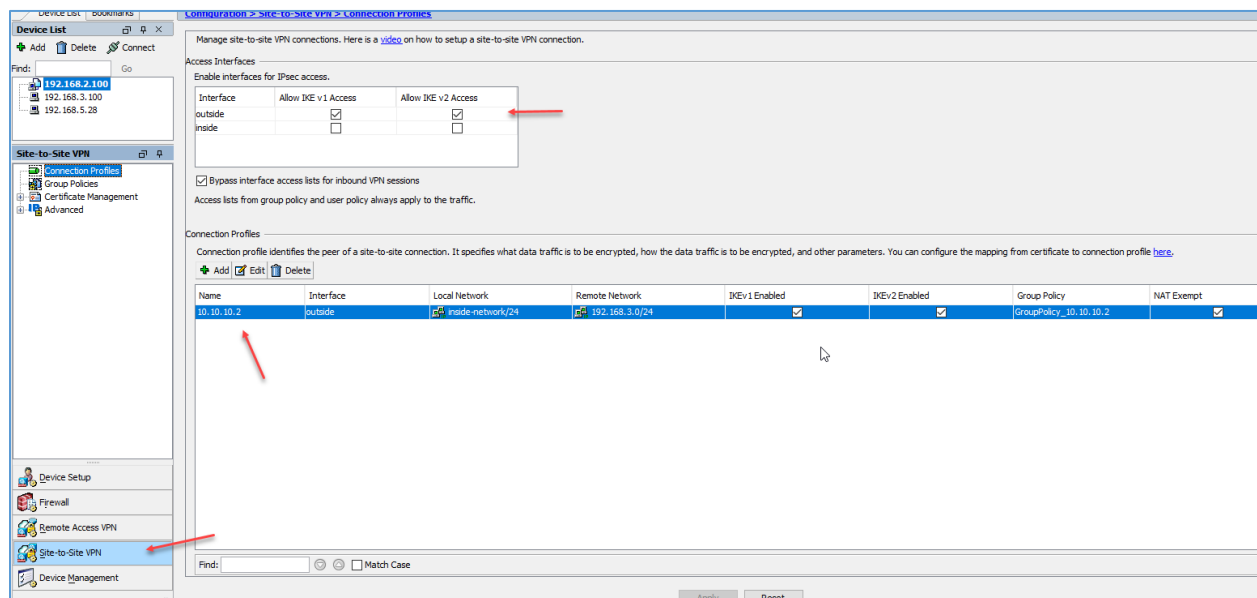 Device List Bookmarks
Configuration > Site-to-Site VPN > Connection Profiles
Device List
Add Delete Connect
Find: Go
192.168.2.100
192.168.3.100
192.168.5.28
Site-to-Site VPN
Connection Profiles
Group Policies
Certificate Management
Advanced
Device Setup
Firewall
Remote Access VPN
Site-to-Site VPN
Device Management
Manage site-to-site VPN connections. Here is a video on how to setup a site-to-site VPN connection.
Access Interfaces
Enable interfaces for IPsec access.
Interface Allow IKE v1 Access Allow IKE v2 Access
outside
inside
Bypass interface access lists for inbound VPN sessions
Access lists from group policy and user policy always apply to the traffic.
Connection Profiles
Connection profile identifies the peer of a site-to-site connection. It specifies what data traffic is to be encrypted, how the data traffic is to be encrypted, and other parameters. You can configure the mapping from certificate to connection profile here.
Add Edit Delete
Name Interface Local Network Remote Network IKEv1 Enabled IKEv2 Enabled Group Policy NAT Exempt
10.10.10.2 outside inside-network/24 192.168.3.0/24 GroupPolicy_10.10.10.2
Find: Match Case
Apply Reset